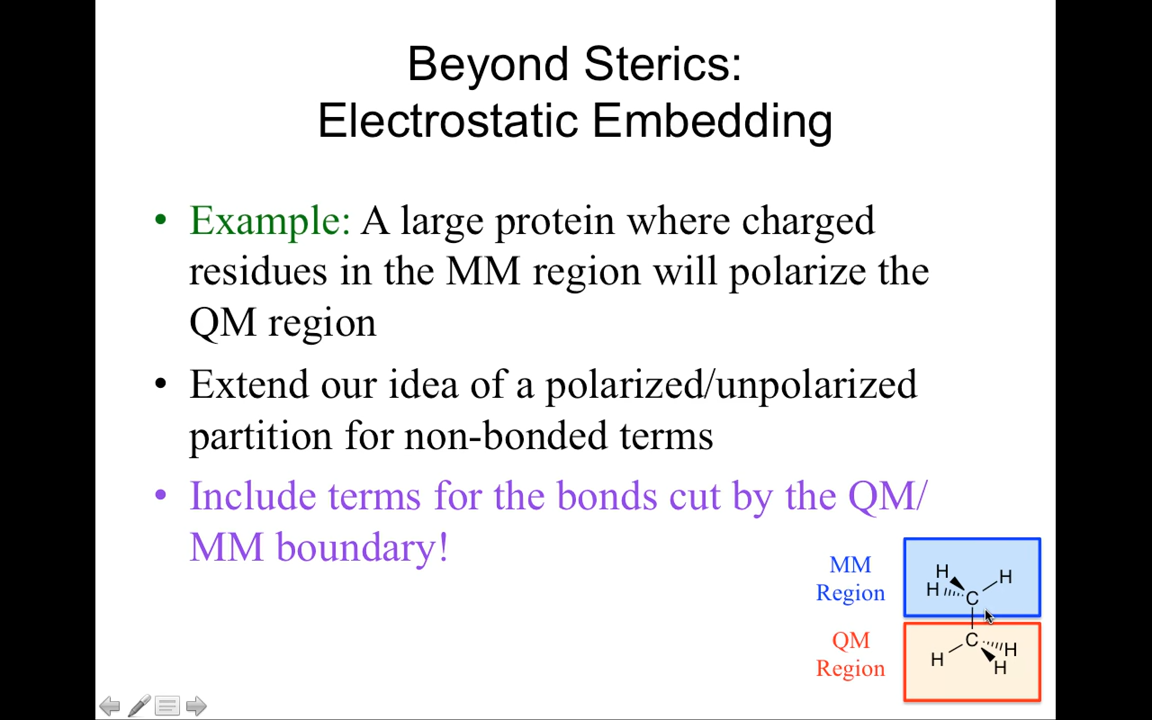 Beyond Sterics:
Electrostatic Embedding
• Example: A large protein where charged
residues in the MM region will polarize the
QM region
• Extend our idea of a polarized/unpolarized
partition for non-bonded terms
• Include terms for the bonds cut by the QM/
MM boundary!
MM
Region
H
H
H
C
QM
Region
C
H
H
H